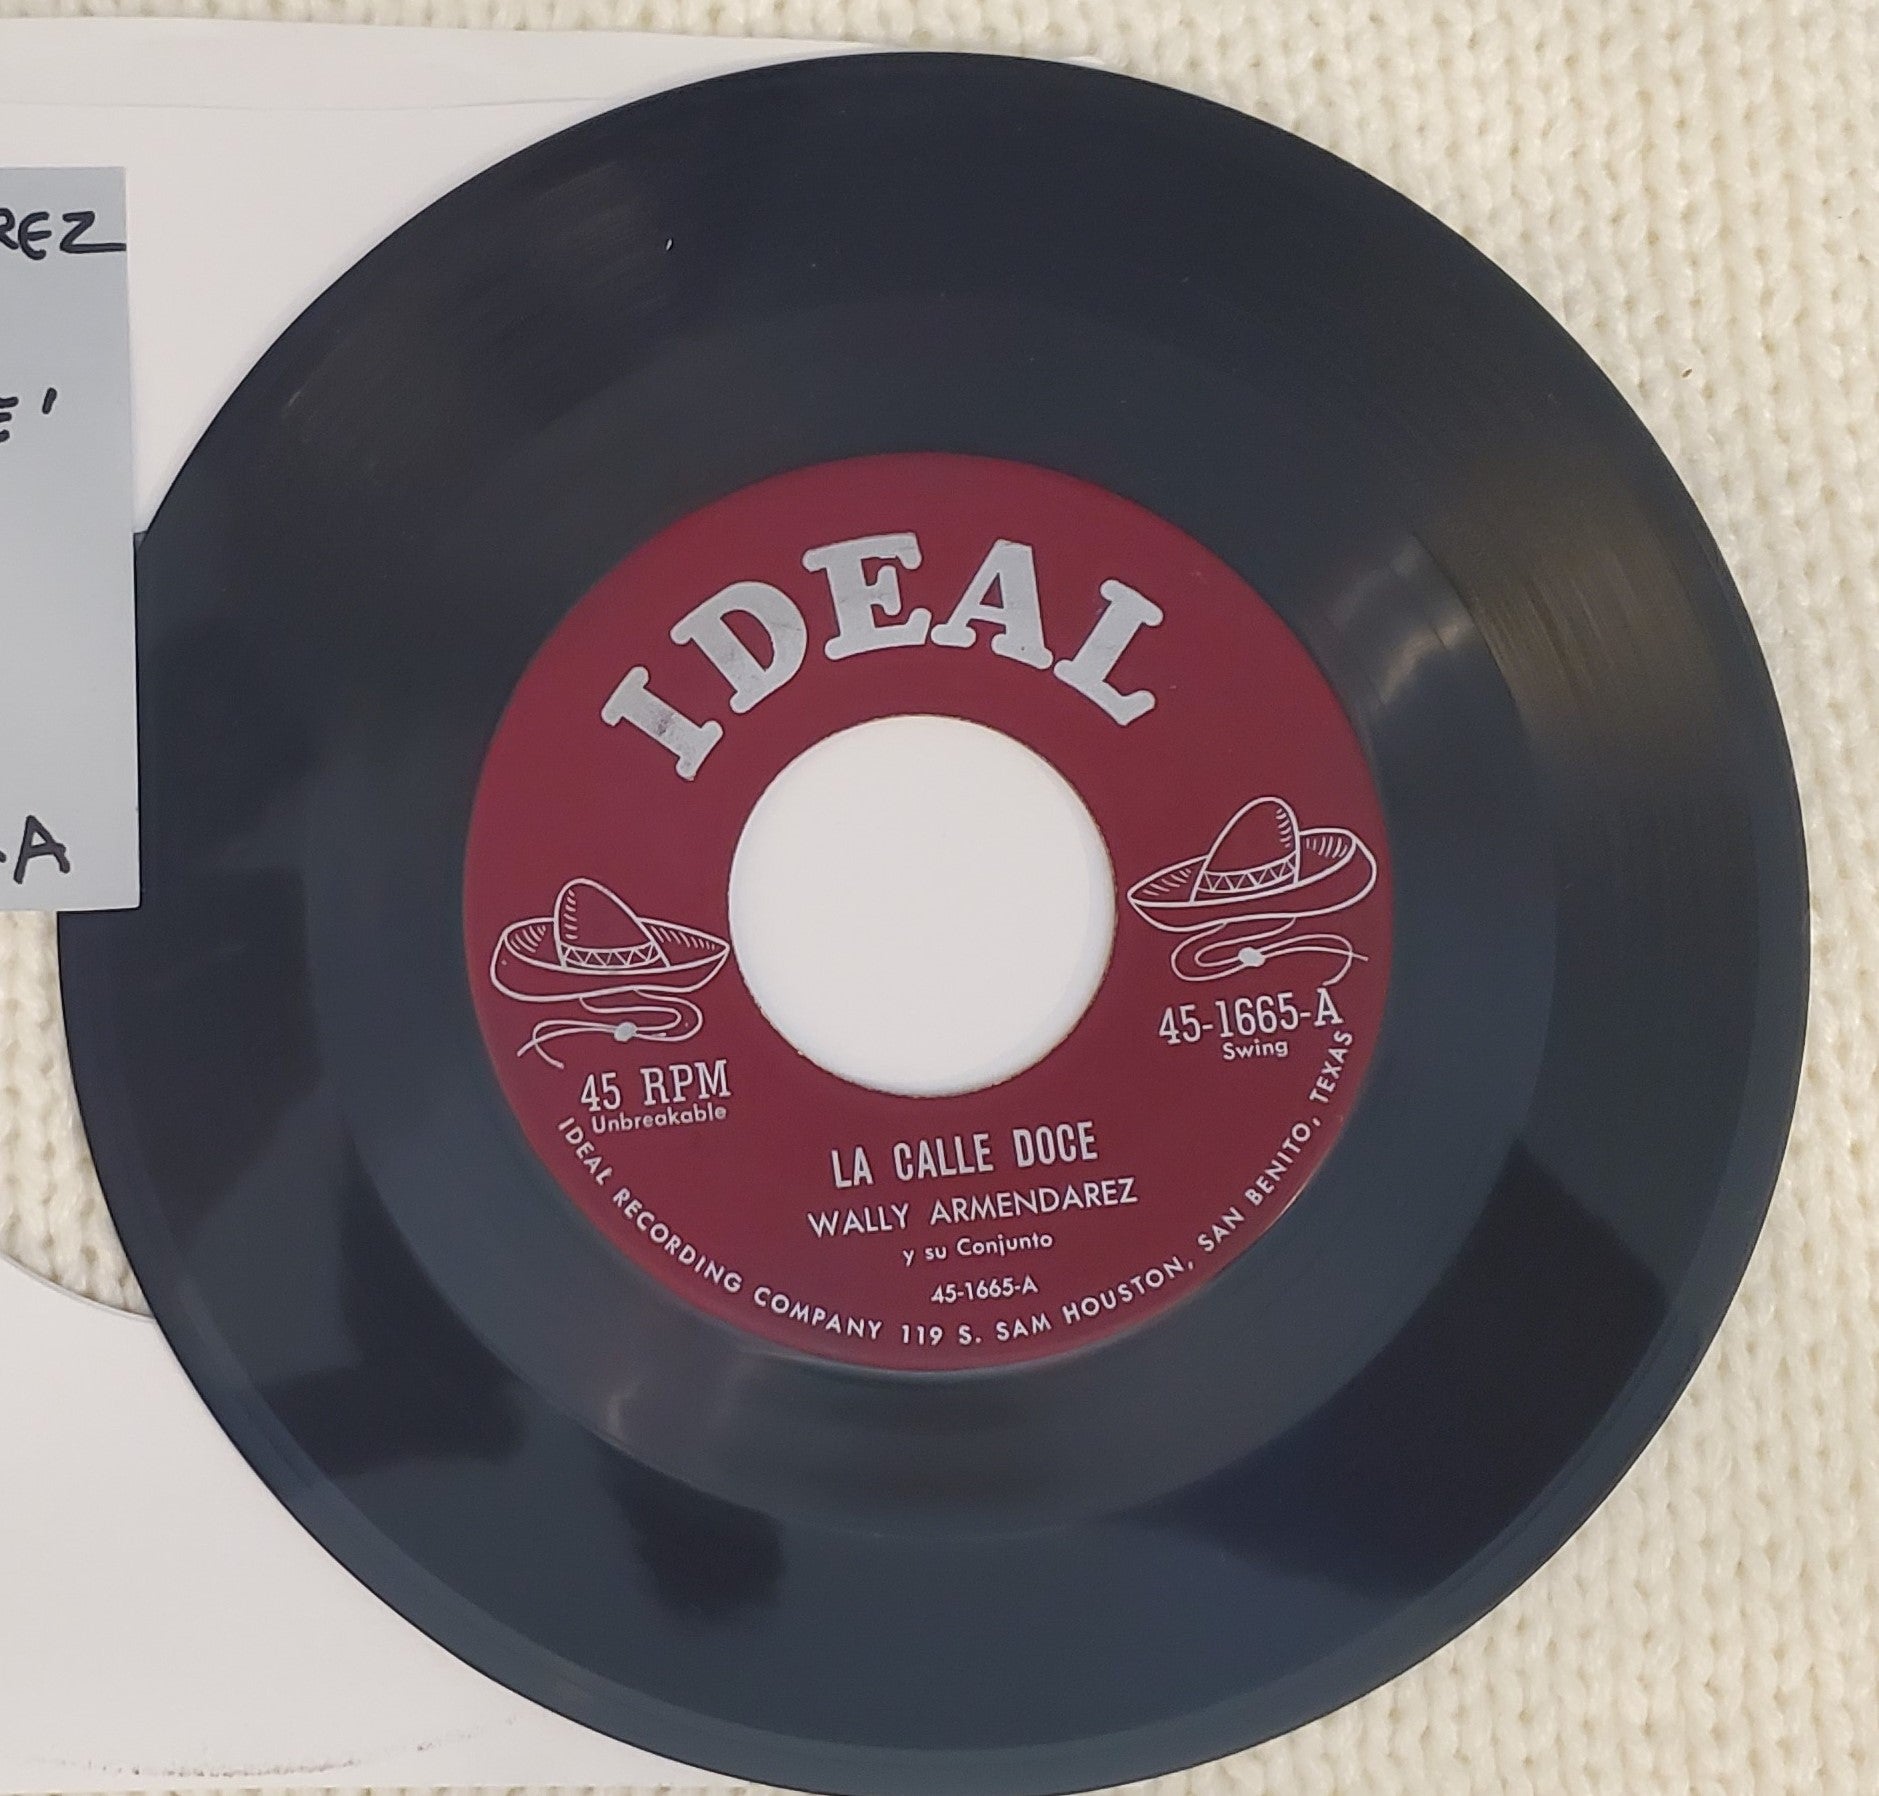 REZ
E'
-A
IDEAL
45 RPM
Unbreakable
45-1665-A
Swing
LA CALLE DOCE
WALLY ARMENDAREZ
y su Conjunto
45-1665-A
IDEAL RECORDING COMPANY 119 S. SAM HOUSTON, SAN BENITO, TEXAS